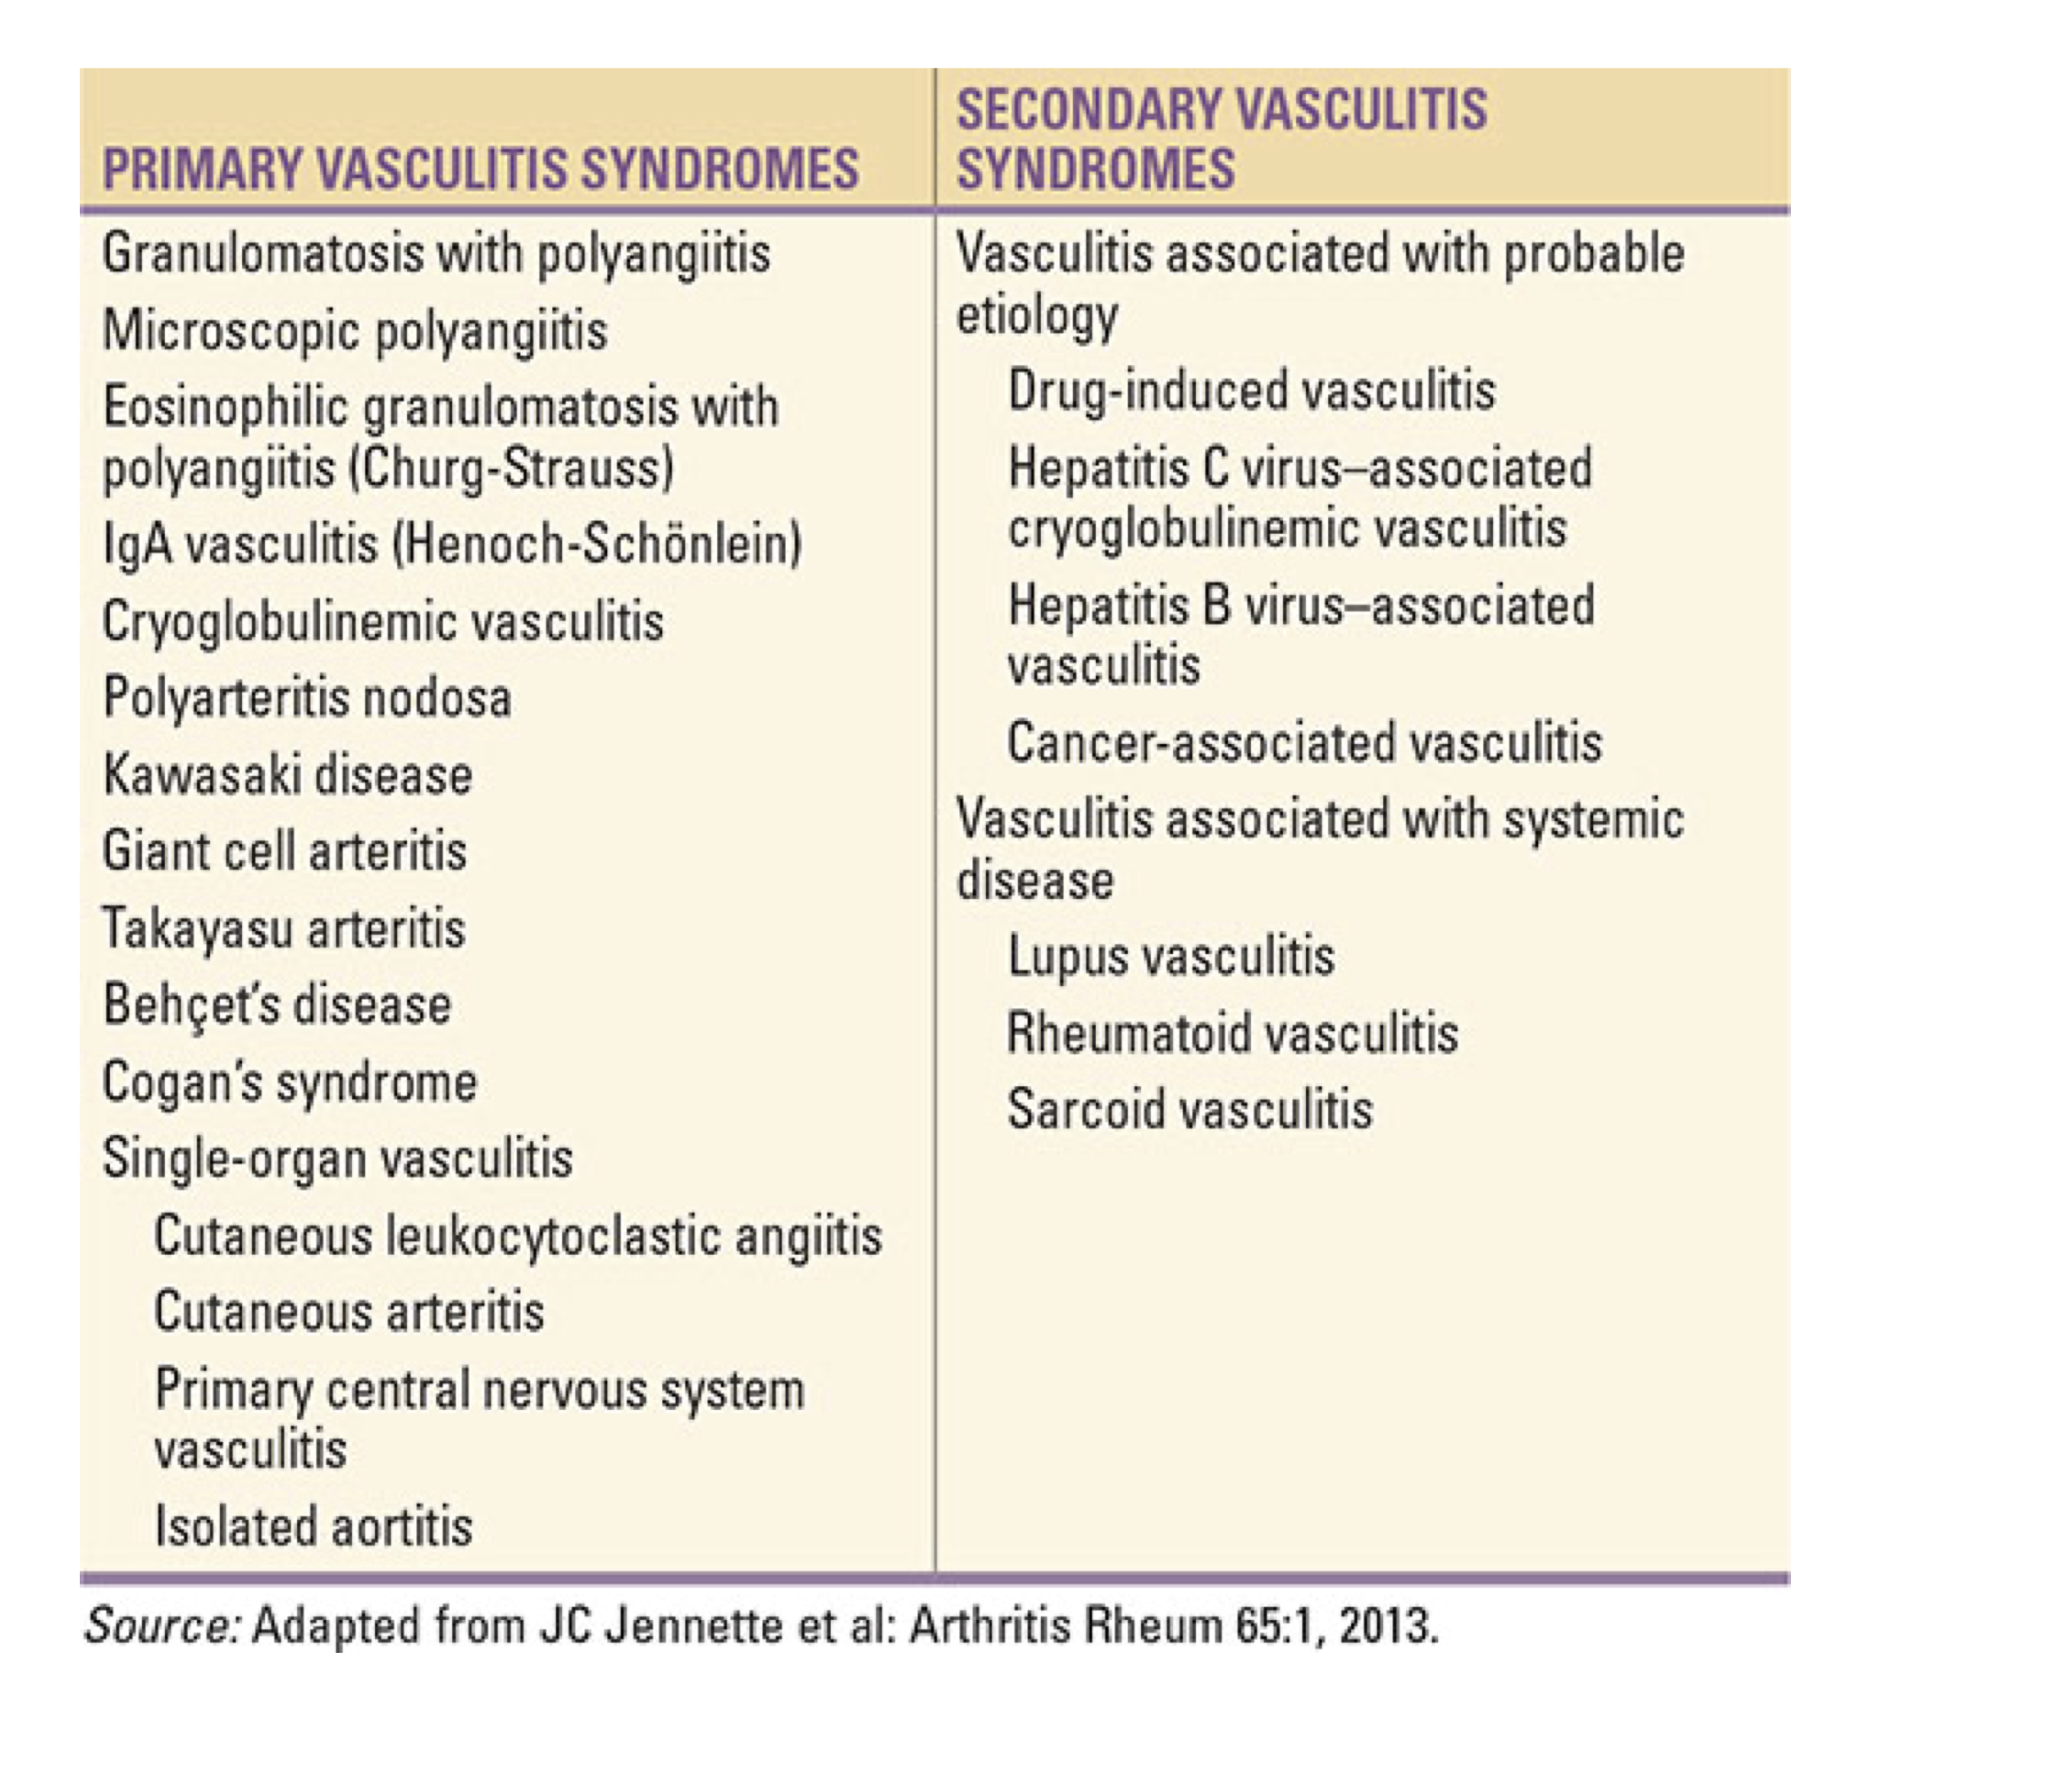 PRIMARY VASCULITIS SYNDROMES
Granulomatosis with polyangiitis
Microscopic polyangiitis
Eosinophilic granulomatosis with
polyangiitis (Churg-Strauss)
IgA vasculitis (Henoch-Schönlein)
Cryoglobulinemic vasculitis
Polyarteritis nodosa
Kawasaki disease
Giant cell arteritis
Takayasu arteritis
Behçet’s disease
Cogan’s syndrome
Single-organ vasculitis
Cutaneous leukocytoclastic angiitis
Cutaneous arteritis
Primary central nervous system
vasculitis
Isolated aortitis
SECONDARY VASCULITIS
SYNDROMES
Vasculitis associated with probable
etiology
Drug-induced vasculitis
Hepatitis C virus–associated
cryoglobulinemic vasculitis
Hepatitis B virus–associated
vasculitis
Cancer-associated vasculitis
Vasculitis associated with systemic
disease
Lupus vasculitis
Rheumatoid vasculitis
Sarcoid vasculitis
Source: Adapted from JC Jennette et al: Arthritis Rheum 65:1, 2013.